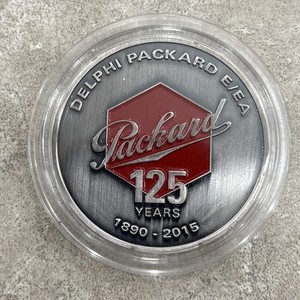 DELPHI PACKARD E/EA
Packard
125
YEARS
1890 - 2015